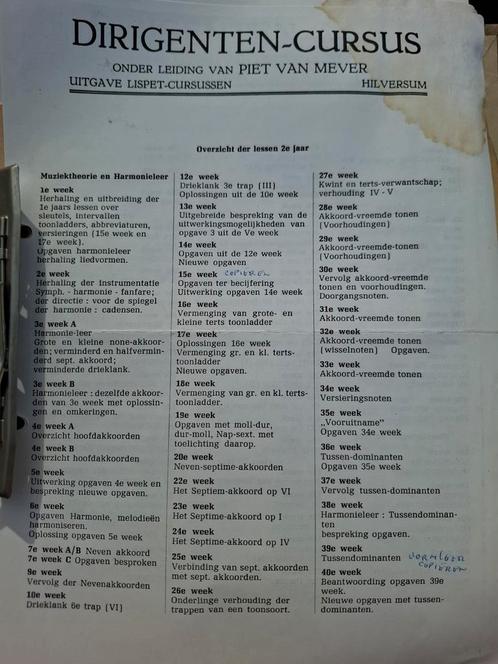 DIRIGENTEN-CURSUS
ONDER LEIDING VAN PIET VAN MEVER
UITGAVE LISPET-CURSUSSEN HILVERSUM
Overzicht der lessen 2e jaar
Muziektheorie en Harmonieleer
1e week
Herhaling en uitbreiding der
1e jaars lessen over
sleutels, intervallen
toonladders, abbreviaturen,
versieringen (15e week en
17e week).
Opgaven harmonieleer
herhaling liedvormen.
2e week
Herhaling der instrumentatie
Symph. - harmonie - fanfare;
der directie : voor de spiegel
der harmonie : cadensen.
3e week A
Harmonie-leer
Grote en kleine none-akkoor-
den; verminderd en halfvermin-
derd sept. akkoord;
verminderde drieklank.
3e week B
Harmonieleer : dezelfde akkoor-
den van 3e week met oplossin-
gen en omkeringen.
4e week A
Overzicht hoofdakkoorden
4e week B
Overzicht hoofdakkoorden
5e week
Uitwerking opgaven 4e week en
bespreking nieuwe opgaven.
6e week
Opgaven Harmonie, melodieën
harmoniseren.
Oplossing opgaven 5e week
7e week A/B Neven akkoord
7e week C Opgaven besproken
9e week
Vervolg der Nevenakkoorden
10e week
Drieklank 6e trap (VI)
12e week
Drieklank 3e trap (III)
Oplossingen uit de 10e week
13e week
Uitgebreide bespreking van de
uitwerkingsmogelijkheden van
opgave 3 uit de Ve week
14e week
Opgaven uit de 12e week
Nieuwe opgaven
15e week COPIEREN
Opgaven ter becijfering
Uitwerking opgaven 14e week
16e week
Vermenging van grote- en
kleine terts toonladder
17e week
Oplossingen 16e week
Vermenging gr. en kl. terts-
toonladder
Nieuwe opgaven.
18e week
Vermenging van gr. en kl. terts-
toonladder.
19e week
Opgaven met moll-dur,
dur-moll, Nap-sext. met
toelichting daarop.
20e week
Neven-septime-akkoorden
22e week
Het Septiem-akkoord op VI
23e week
Het Septime-akkoord op I
24e week
Het Septime-akkoord op IV
25e week
Verbinding van sept. akkoorden
met sept. akkoorden.
26e week
Onderlinge verhouding der
trappen van een toonsoort.
27e week
Kwint en terts-verwantschap;
verhouding IV - V
28e week
Akkoord-vreemde tonen
(Voorhoudingen)
29e week
Akkoord-vreemde tonen
(Voorhoudingen)
30e week
Vervolg akkoord-vreemde
tonen en voorhoudingen.
Doorgangsnoten.
31e week
Akkoord-vreemde tonen
32e week
Akkoord-vreemde tonen
(wisselnoten) Opgaven.
33e week
Akkoord-vreemde tonen
34e week
Versieringsnoten
35e week
„Vooruitname"
Opgaven 34e week
36e week
Tussen-dominanten
Opgaven 35e week
37e week
Vervolg tussen-dominanten
38e week
Harmonieleer : Tussendominan-
ten
bespreking opgaven.
39e week
Tussendominanten VORMLEER
COPIEREN
40e week
Beantwoording opgaven 39e
week.
Nieuwe opgaven met tussen-
dominanten.